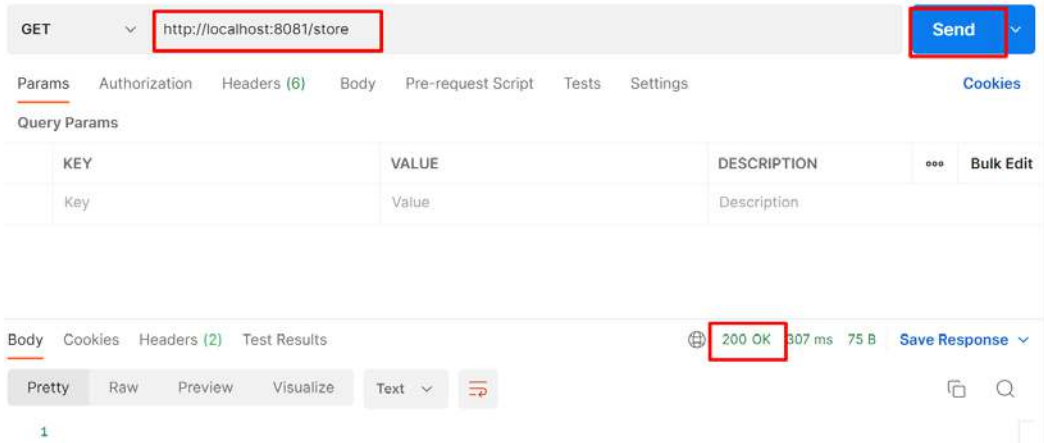 GET http://localhost:8081/store Send
Params Authorization Headers (6) Body Pre-request Script Tests Settings Cookies
Query Params
KEY VALUE DESCRIPTION ooo Bulk Edit
Key Value Description
Body Cookies Headers (2) Test Results 200 OK 307 ms 75 B Save Response
Pretty Raw Preview Visualize Text
1